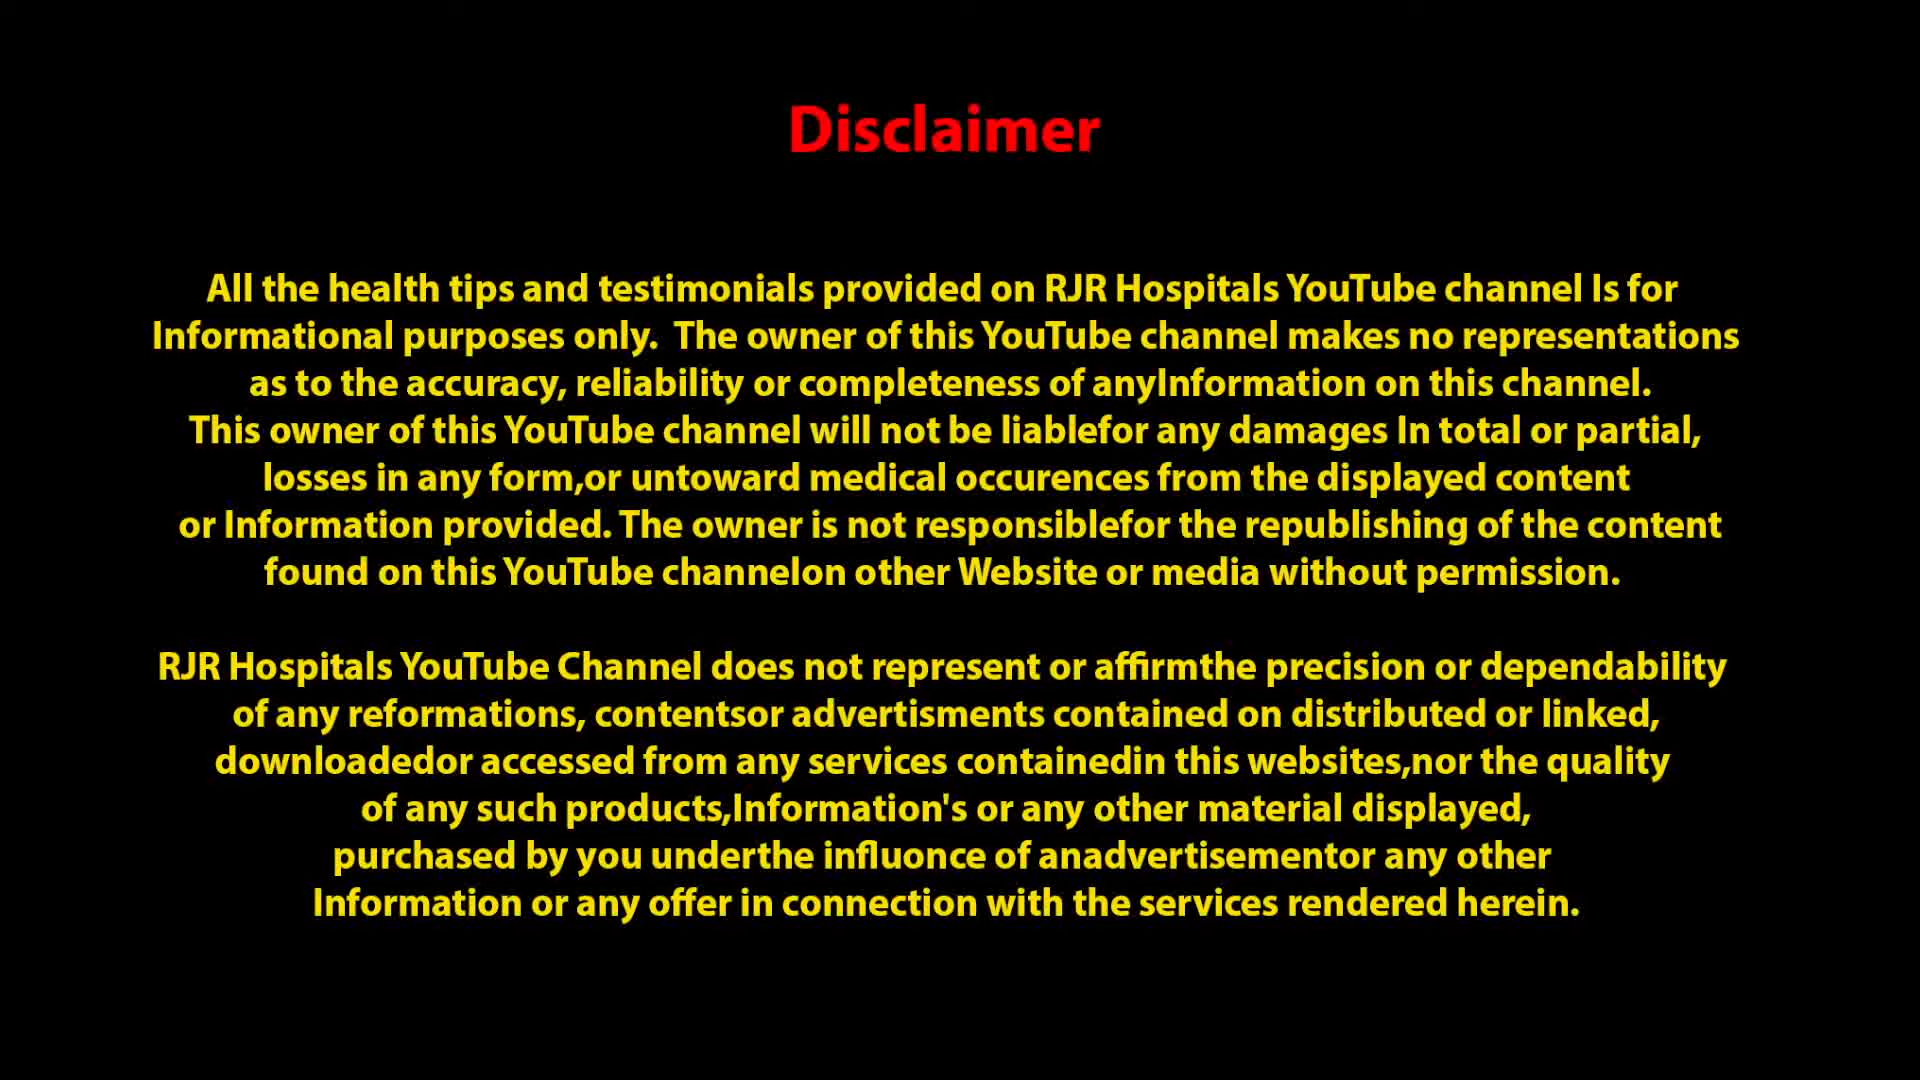 Disclaimer
All the health tips and testimonials provided on RJR Hospitals YouTube channel Is for
Informational purposes only.  The owner of this YouTube channel makes no representations
as to the accuracy, reliability or completeness of anyInformation on this channel.
This owner of this YouTube channel will not be liablefor any damages In total or partial,
losses in any form,or untoward medical occurences from the displayed content
or Information provided. The owner is not responsiblefor the republishing of the content
found on this YouTube channelon other Website or media without permission.
RJR Hospitals YouTube Channel does not represent or affirmthe precision or dependability
of any reformations, contentsor advertisments contained on distributed or linked,
downloadedor accessed from any services containedin this websites,nor the quality
of any such products,Information's or any other material displayed,
purchased by you underthe influonce of anadvertisementor any other
Information or any offer in connection with the services rendered herein.